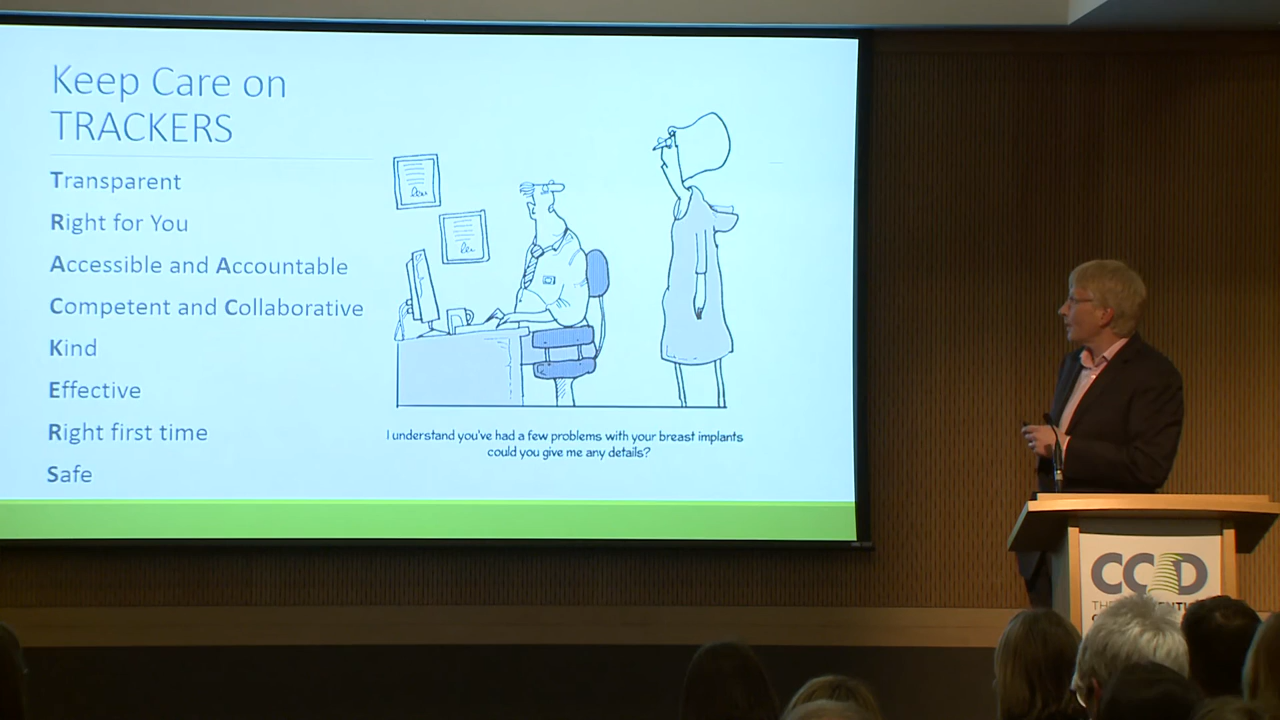 Keep Care on
TRACKERS
Transparent
Right for You
Accessible and Accountable
Competent and Collaborative
Kind
Effective
Right first time
Safe
I understand you've had a few problems with your breast implants
could you give me any details?
CCD